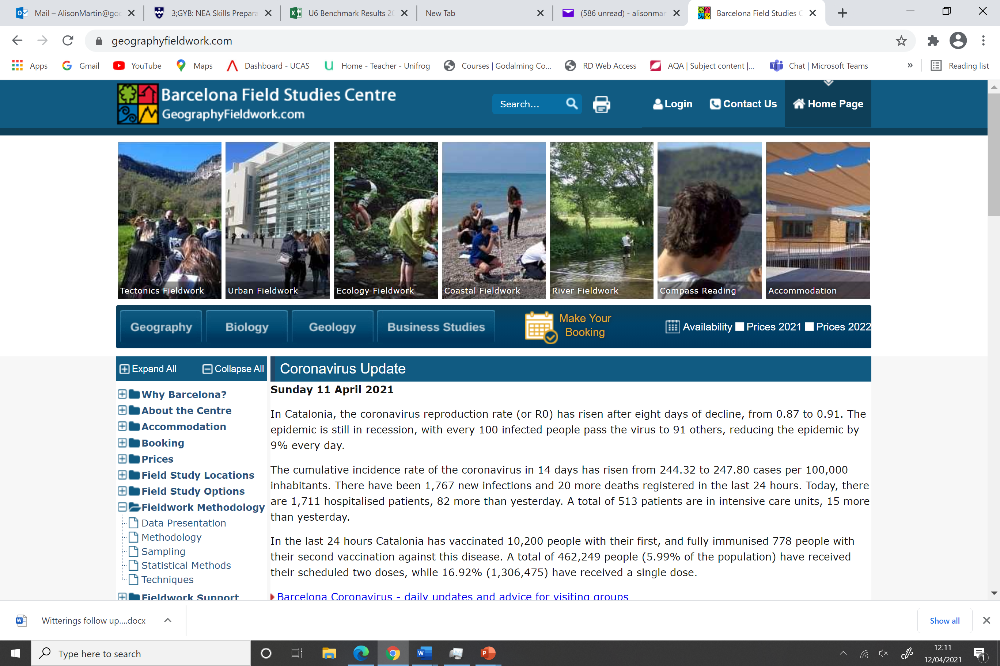 Mail – AlisonMartin@goc
3;GYB: NEA Skills Prepara
U6 Benchmark Results 20
New Tab
(586 unread) - alisonmar
Barcelona Field Studies C
geographyfieldwork.com
Apps
Gmail
YouTube
Maps
Dashboard - UCAS
Home - Teacher - Unifrog
Courses | Godalming Co...
RD Web Access
AQA | Subject content |...
Chat | Microsoft Teams
»
Reading list
Barcelona Field Studies Centre
GeographyFieldwork.com
Search...
Login
Contact Us
Home Page
Tectonics Fieldwork
Urban Fieldwork
Ecology Fieldwork
Coastal Fieldwork
River Fieldwork
Compass Reading
Accommodation
Geography
Biology
Geology
Business Studies
Make Your
Booking
Availability
Prices 2021
Prices 2022
Expand All
Collapse All
Why Barcelona?
About the Centre
Accommodation
Booking
Prices
Field Study Locations
Field Study Options
Fieldwork Methodology
Data Presentation
Methodology
Sampling
Statistical Methods
Techniques
Fieldwork Support
Coronavirus Update
Sunday 11 April 2021
In Catalonia, the coronavirus reproduction rate (or R0) has risen after eight days of decline, from 0.87 to 0.91. The
epidemic is still in recession, with every 100 infected people pass the virus to 91 others, reducing the epidemic by
9% every day.
The cumulative incidence rate of the coronavirus in 14 days has risen from 244.32 to 247.80 cases per 100,000
inhabitants. There have been 1,767 new infections and 20 more deaths registered in the last 24 hours. Today, there
are 1,711 hospitalised patients, 82 more than yesterday. A total of 513 patients are in intensive care units, 15 more
than yesterday.
In the last 24 hours Catalonia has vaccinated 10,200 people with their first, and fully immunised 778 people with
their second vaccination against this disease. A total of 462,249 people (5.99% of the population) have received
their scheduled two doses, while 16.92% (1,306,475) have received a single dose.
Barcelona Coronavirus - daily updates and advice for visiting groups
Witterings follow up....docx
Show all
Type here to search
12:11
12/04/2021
1